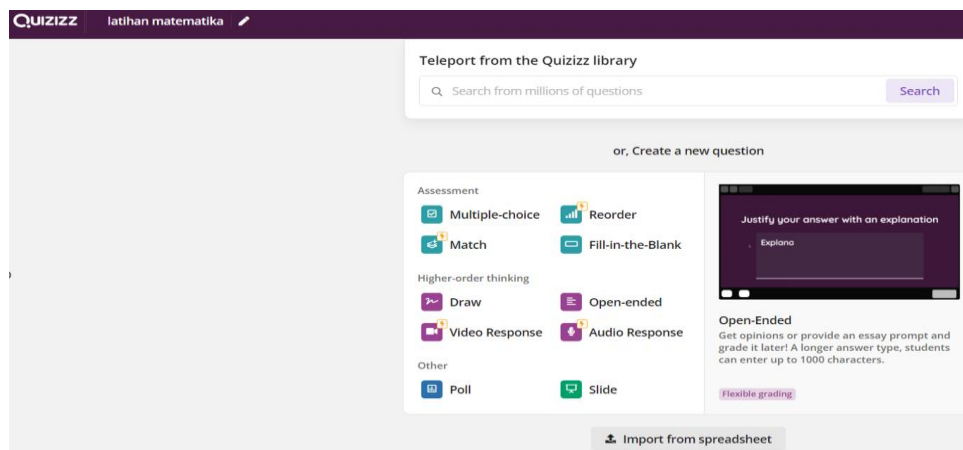 QUIZIZZ latihan matematika
Teleport from the Quizizz library
Search from millions of questions Search
or, Create a new question
Assessment
Multiple-choice Reorder
Match Fill-in-the-Blank
Higher-order thinking
Draw Open-ended
Video Response Audio Response
Other
Poll Slide
Justify your answer with an explanation
Explana
Open-Ended
Get opinions or provide an essay prompt and
grade it later! A longer answer type, students
can enter up to 1000 characters.
Flexible grading
Import from spreadsheet